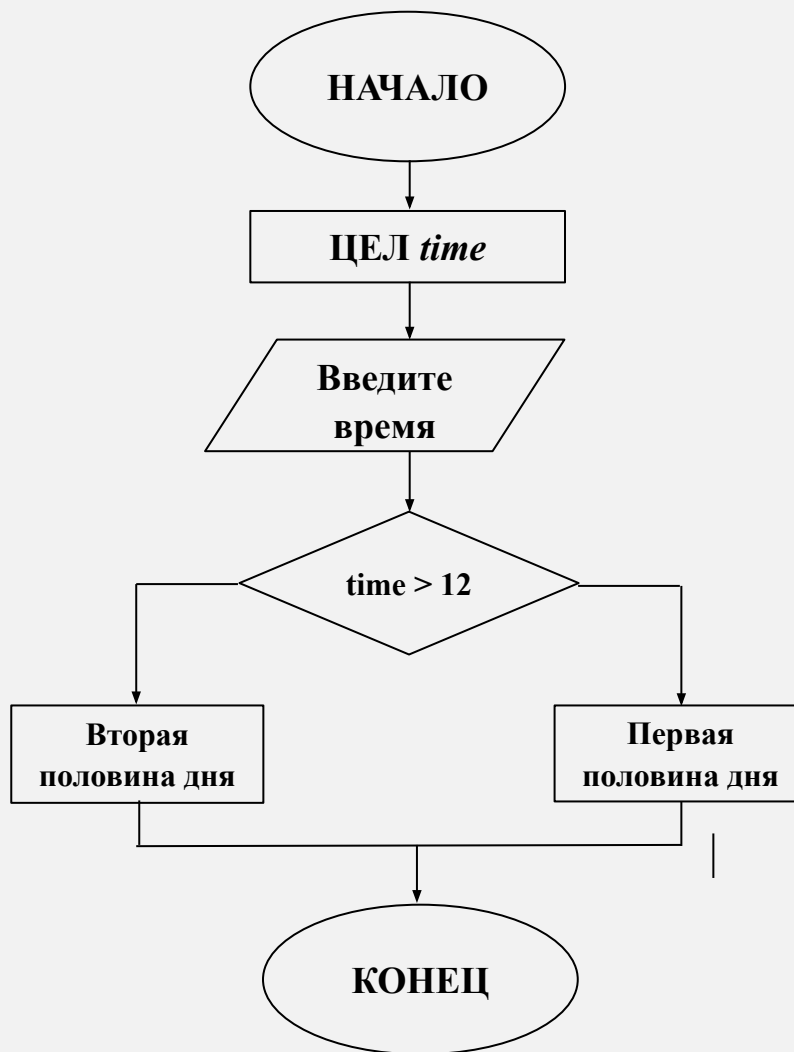 НАЧАЛО
ЦЕЛ time
Введите
время
time > 12
Вторая
половина дня
Первая
половина дня
КОНЕЦ